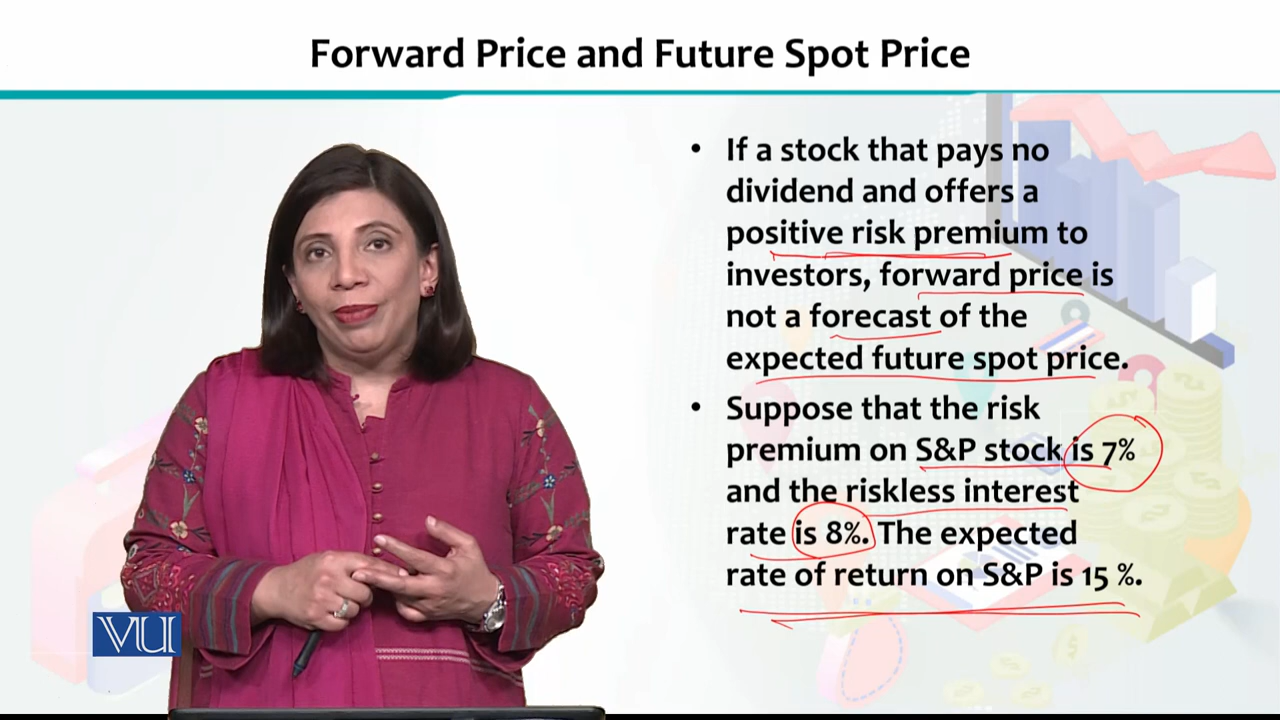 Forward Price and Future Spot Price
• If a stock that pays no
dividend and offers a
positive risk premium to
investors, forward price is
not a forecast of the
expected future spot price.
• Suppose that the risk
premium on S&P stock is 7%
and the riskless interest
rate is 8%. The expected
rate of return on S&P is 15 %.
VU